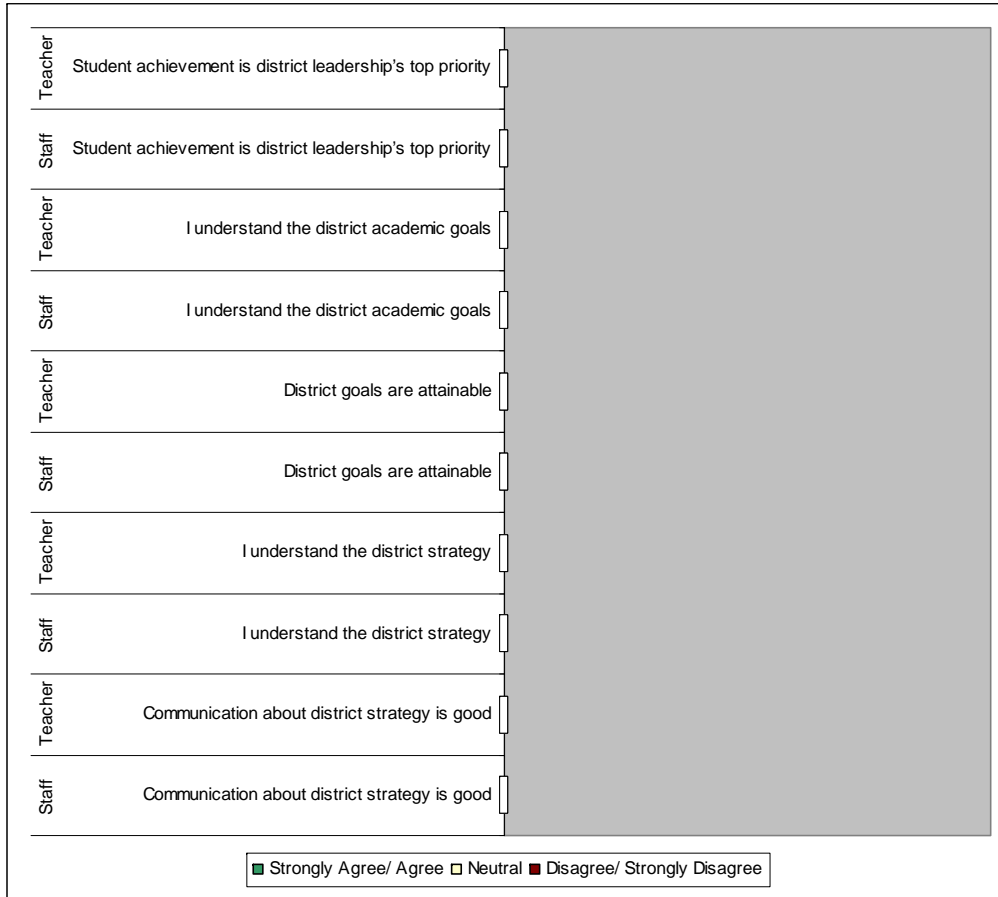 Teacher Student achievement is district leadership's top priority
Staff Student achievement is district leadership's top priority
Teacher I understand the district academic goals
Staff I understand the district academic goals
Teacher District goals are attainable
Staff District goals are attainable
Teacher I understand the district strategy
Staff I understand the district strategy
Teacher Communication about district strategy is good
Staff Communication about district strategy is good
Strongly Agree/ Agree Neutral Disagree/ Strongly Disagree